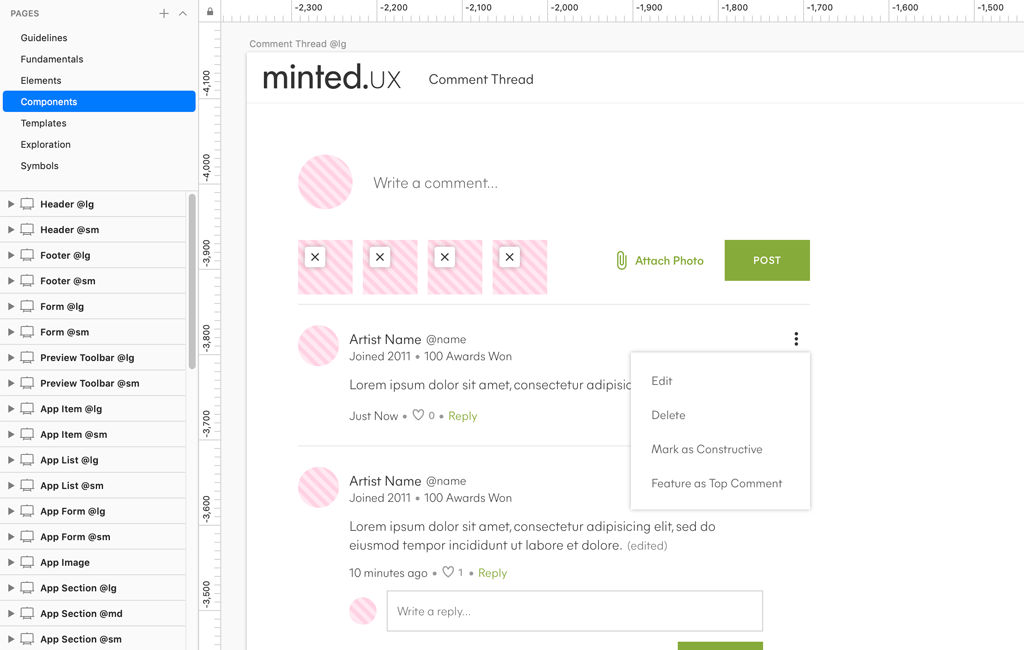 PAGES
Guidelines
Fundamentals
Elements
Components
Templates
Exploration
Symbols
Header @lg
Header @sm
Footer @lg
Footer @sm
Form @lg
Form @sm
Preview Toolbar @lg
Preview Toolbar @sm
App Item @lg
App Item @sm
App List @lg
App List @sm
App Form @lg
App Form @sm
App Image
App Section @lg
App Section @md
App Section @sm
-2,300 -2,200 -2,100 -2,000 -1,900 -1,800 -1,700 -1,600 -1,500
-4,100
-4,000
-3,900
-3,800
-3,700
-3,600
-3,500
Comment Thread @lg
minted.UX Comment Thread
Write a comment...
Attach Photo POST
Artist Name @name
Joined 2011 • 100 Awards Won
Lorem ipsum dolor sit amet, consectetur adipisic
Just Now • 0 • Reply
Edit
Delete
Mark as Constructive
Feature as Top Comment
Artist Name @name
Joined 2011 • 100 Awards Won
Lorem ipsum dolor sit amet, consectetur adipisicing elit, sed do
eiusmod tempor incididunt ut labore et dolore. (edited)
10 minutes ago • 1 • Reply
Write a reply...